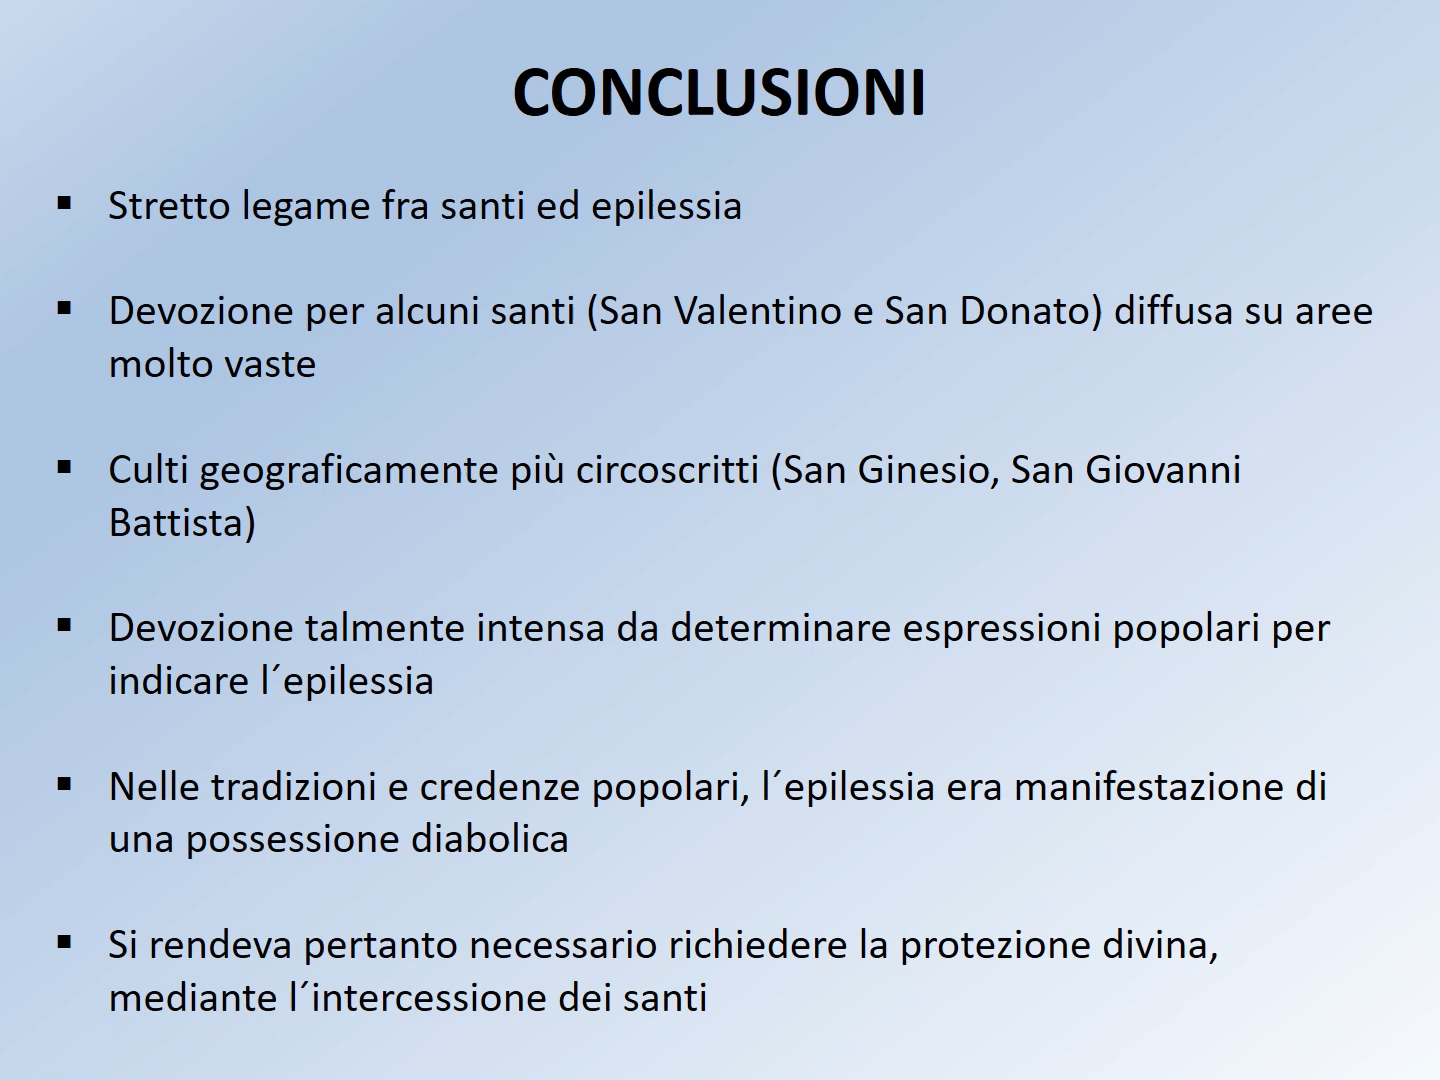 CONCLUSIONI
▪ Stretto legame fra santi ed epilessia
▪ Devozione per alcuni santi (San Valentino e San Donato) diffusa su aree
molto vaste
▪ Culti geograficamente più circoscritti (San Ginesio, San Giovanni
Battista)
▪ Devozione talmente intensa da determinare espressioni popolari per
indicare l´epilessia
▪ Nelle tradizioni e credenze popolari, l´epilessia era manifestazione di
una possessione diabolica
▪ Si rendeva pertanto necessario richiedere la protezione divina,
mediante l´intercessione dei santi